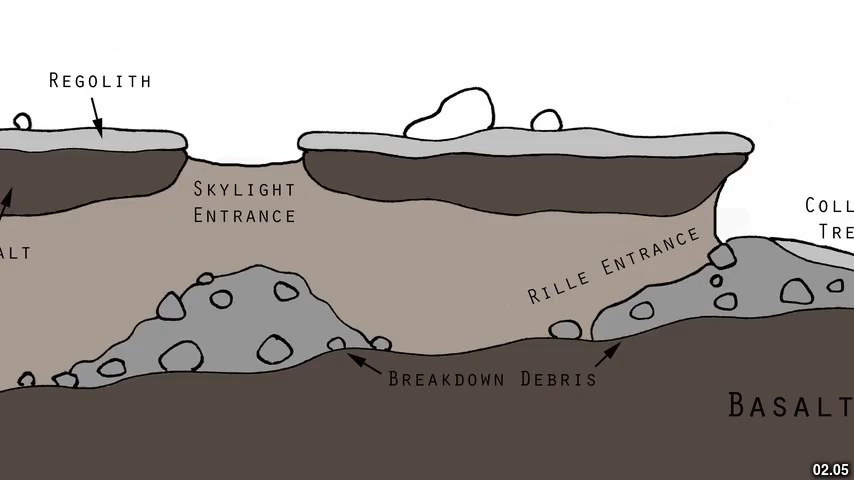 Regolith
Skylight
Entrance
Rille Entrance
Breakdown Debris
Basalt
02.05